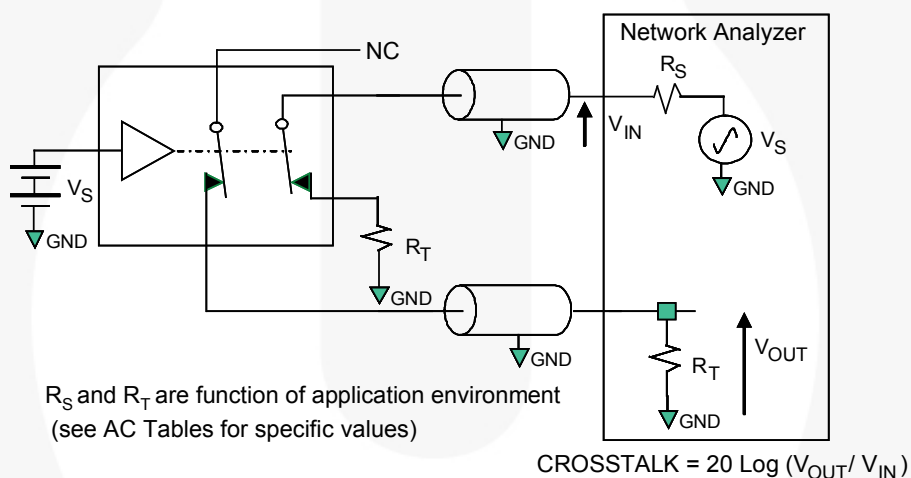 Network Analyzer
NC
R_S
V_IN
V_S
GND
GND
V_S
GND
R_T
GND
GND
V_OUT
R_T
GND
R_S and R_T are function of application environment
(see AC Tables for specific values)
CROSSTALK = 20 Log (V_OUT/ V_IN)